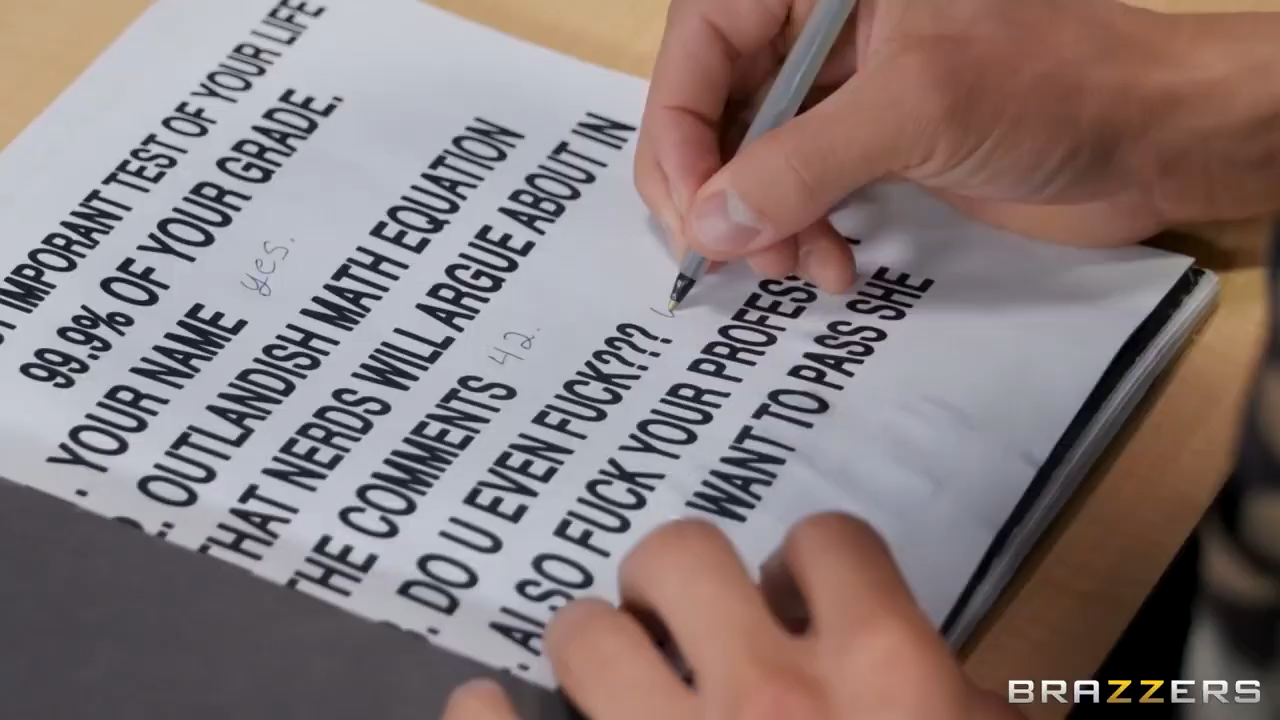 T IMPORANT TEST OF YOUR LIFE
99.9% OF YOUR GRADE.
. YOUR NAME yes.
. OUTLANDISH MATH EQUATION
THAT NERDS WILL ARGUE ABOUT IN
THE COMMENTS 42.
. DO U EVEN FUCK???
. ALSO FUCK YOUR PROFESS
WANT TO PASS SHE
BRAZZERS